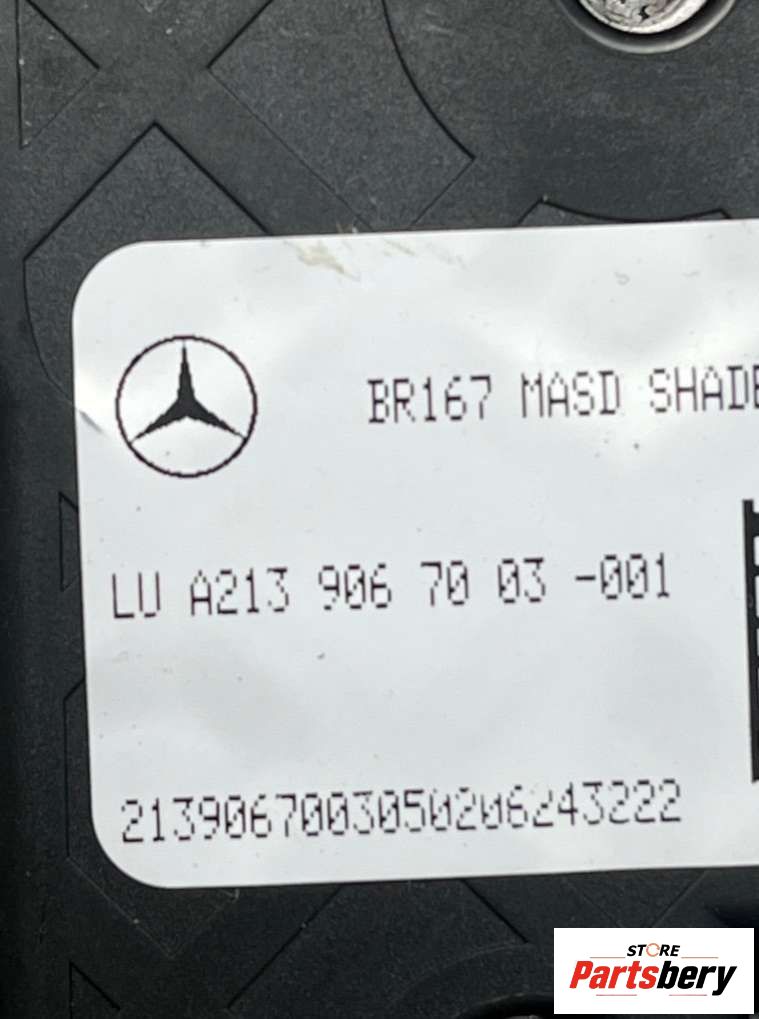 BR167 MASD SHADE
LU A213 906 70 03 -001
2139067003050206243222
STORE
Partsbery